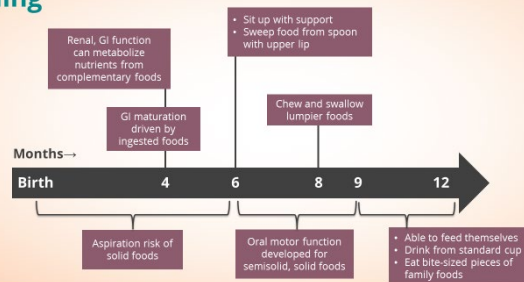 Renal, GI function
can metabolize
nutrients from
complementary foods
• Sit up with support
• Sweep food from spoon
with upper lip
GI maturation
driven by
ingested foods
Chew and swallow
lumpier foods
Months→
Birth 4 6 8 9 12
Aspiration risk of
solid foods
Oral motor function
developed for
semisolid, solid foods
• Able to feed themselves
• Drink from standard cup
• Eat bite-sized pieces of
family foods